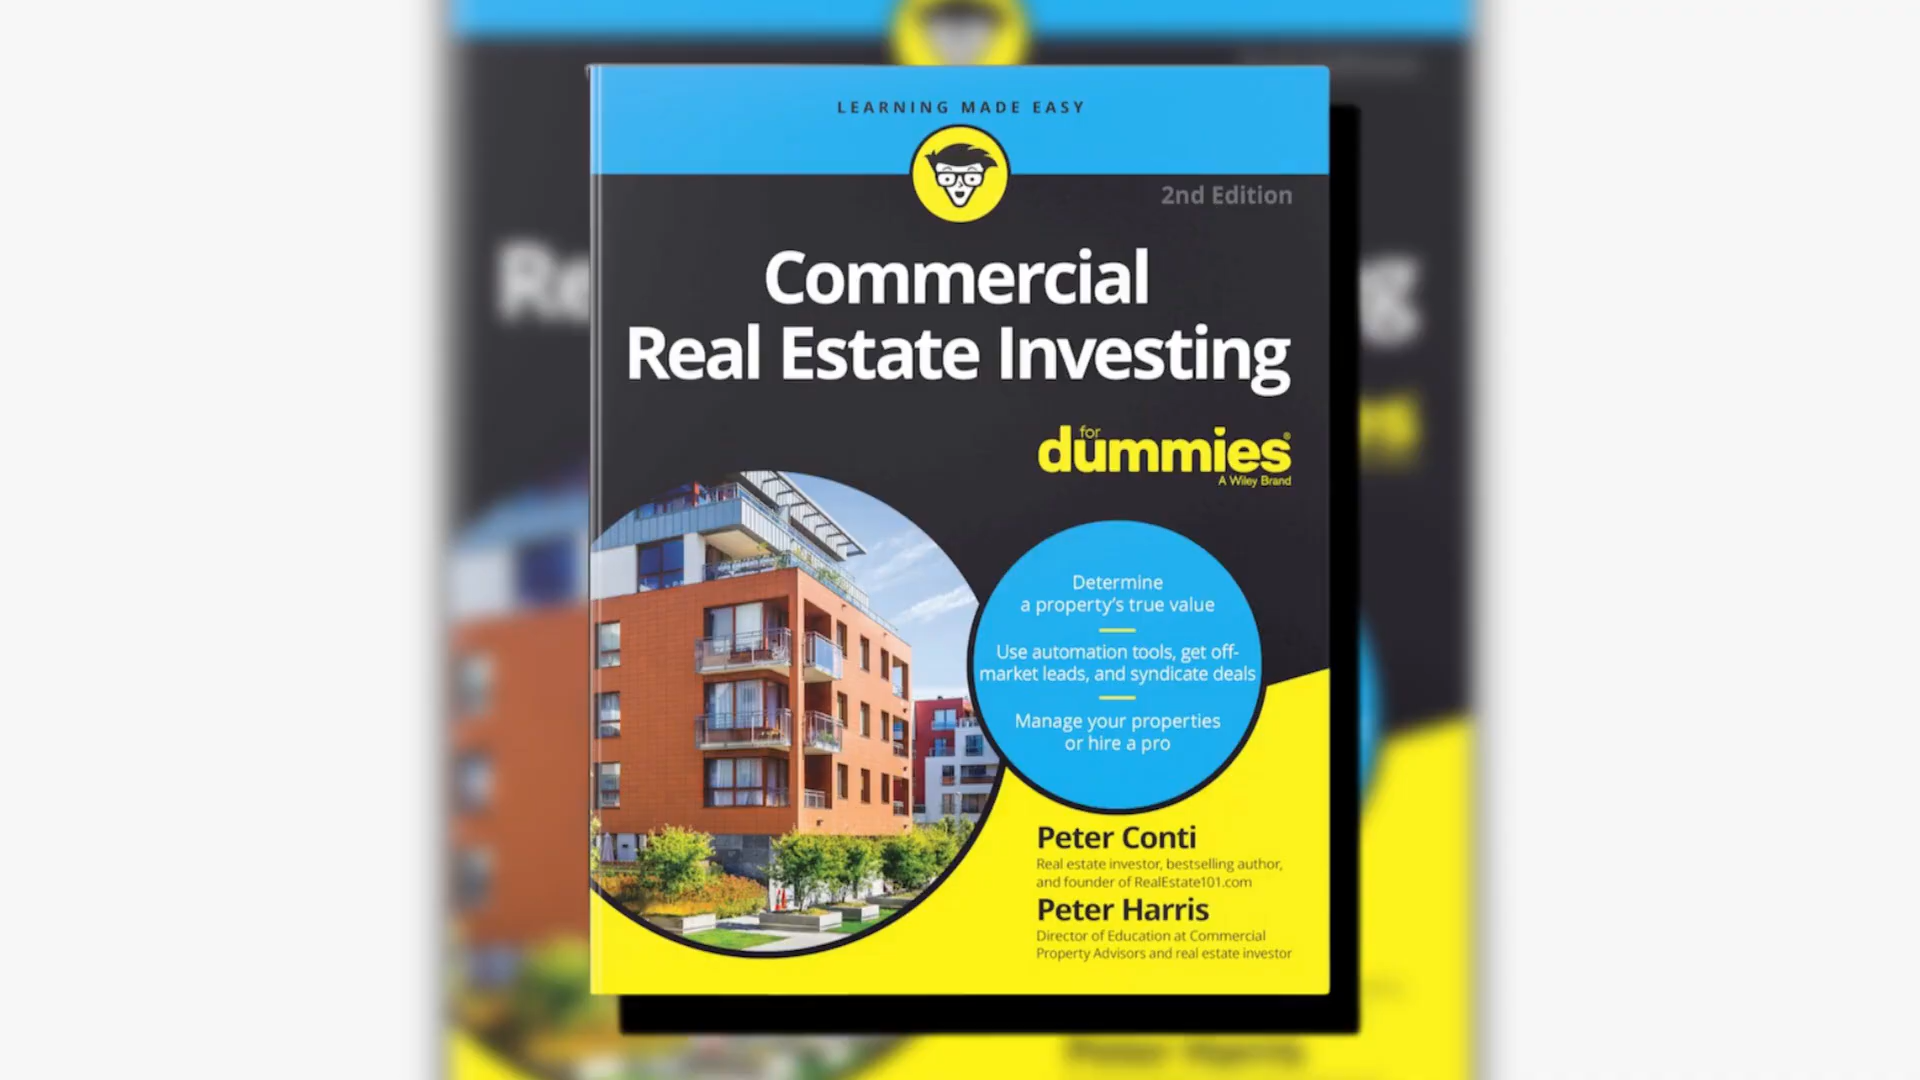 LEARNING MADE EASY
2nd Edition
Commercial
Real Estate Investing
for
dummies®
A Wiley Brand
Determine
a property's true value
Use automation tools, get off-
market leads, and syndicate deals
Manage your properties
or hire a pro
Peter Conti
Real estate investor, bestselling author,
and founder of RealEstate101.com
Peter Harris
Director of Education at Commercial
Property Advisors and real estate investor